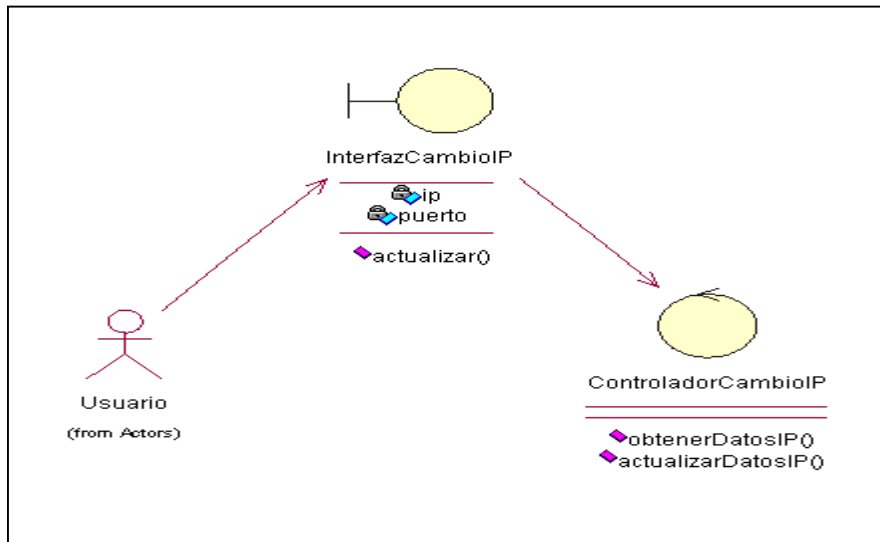 InterfazCambioIP
ip
puerto
actualizar()
Usuario
(from Actors)
ControladorCambioIP
obtenerDatosIP()
actualizarDatosIP()